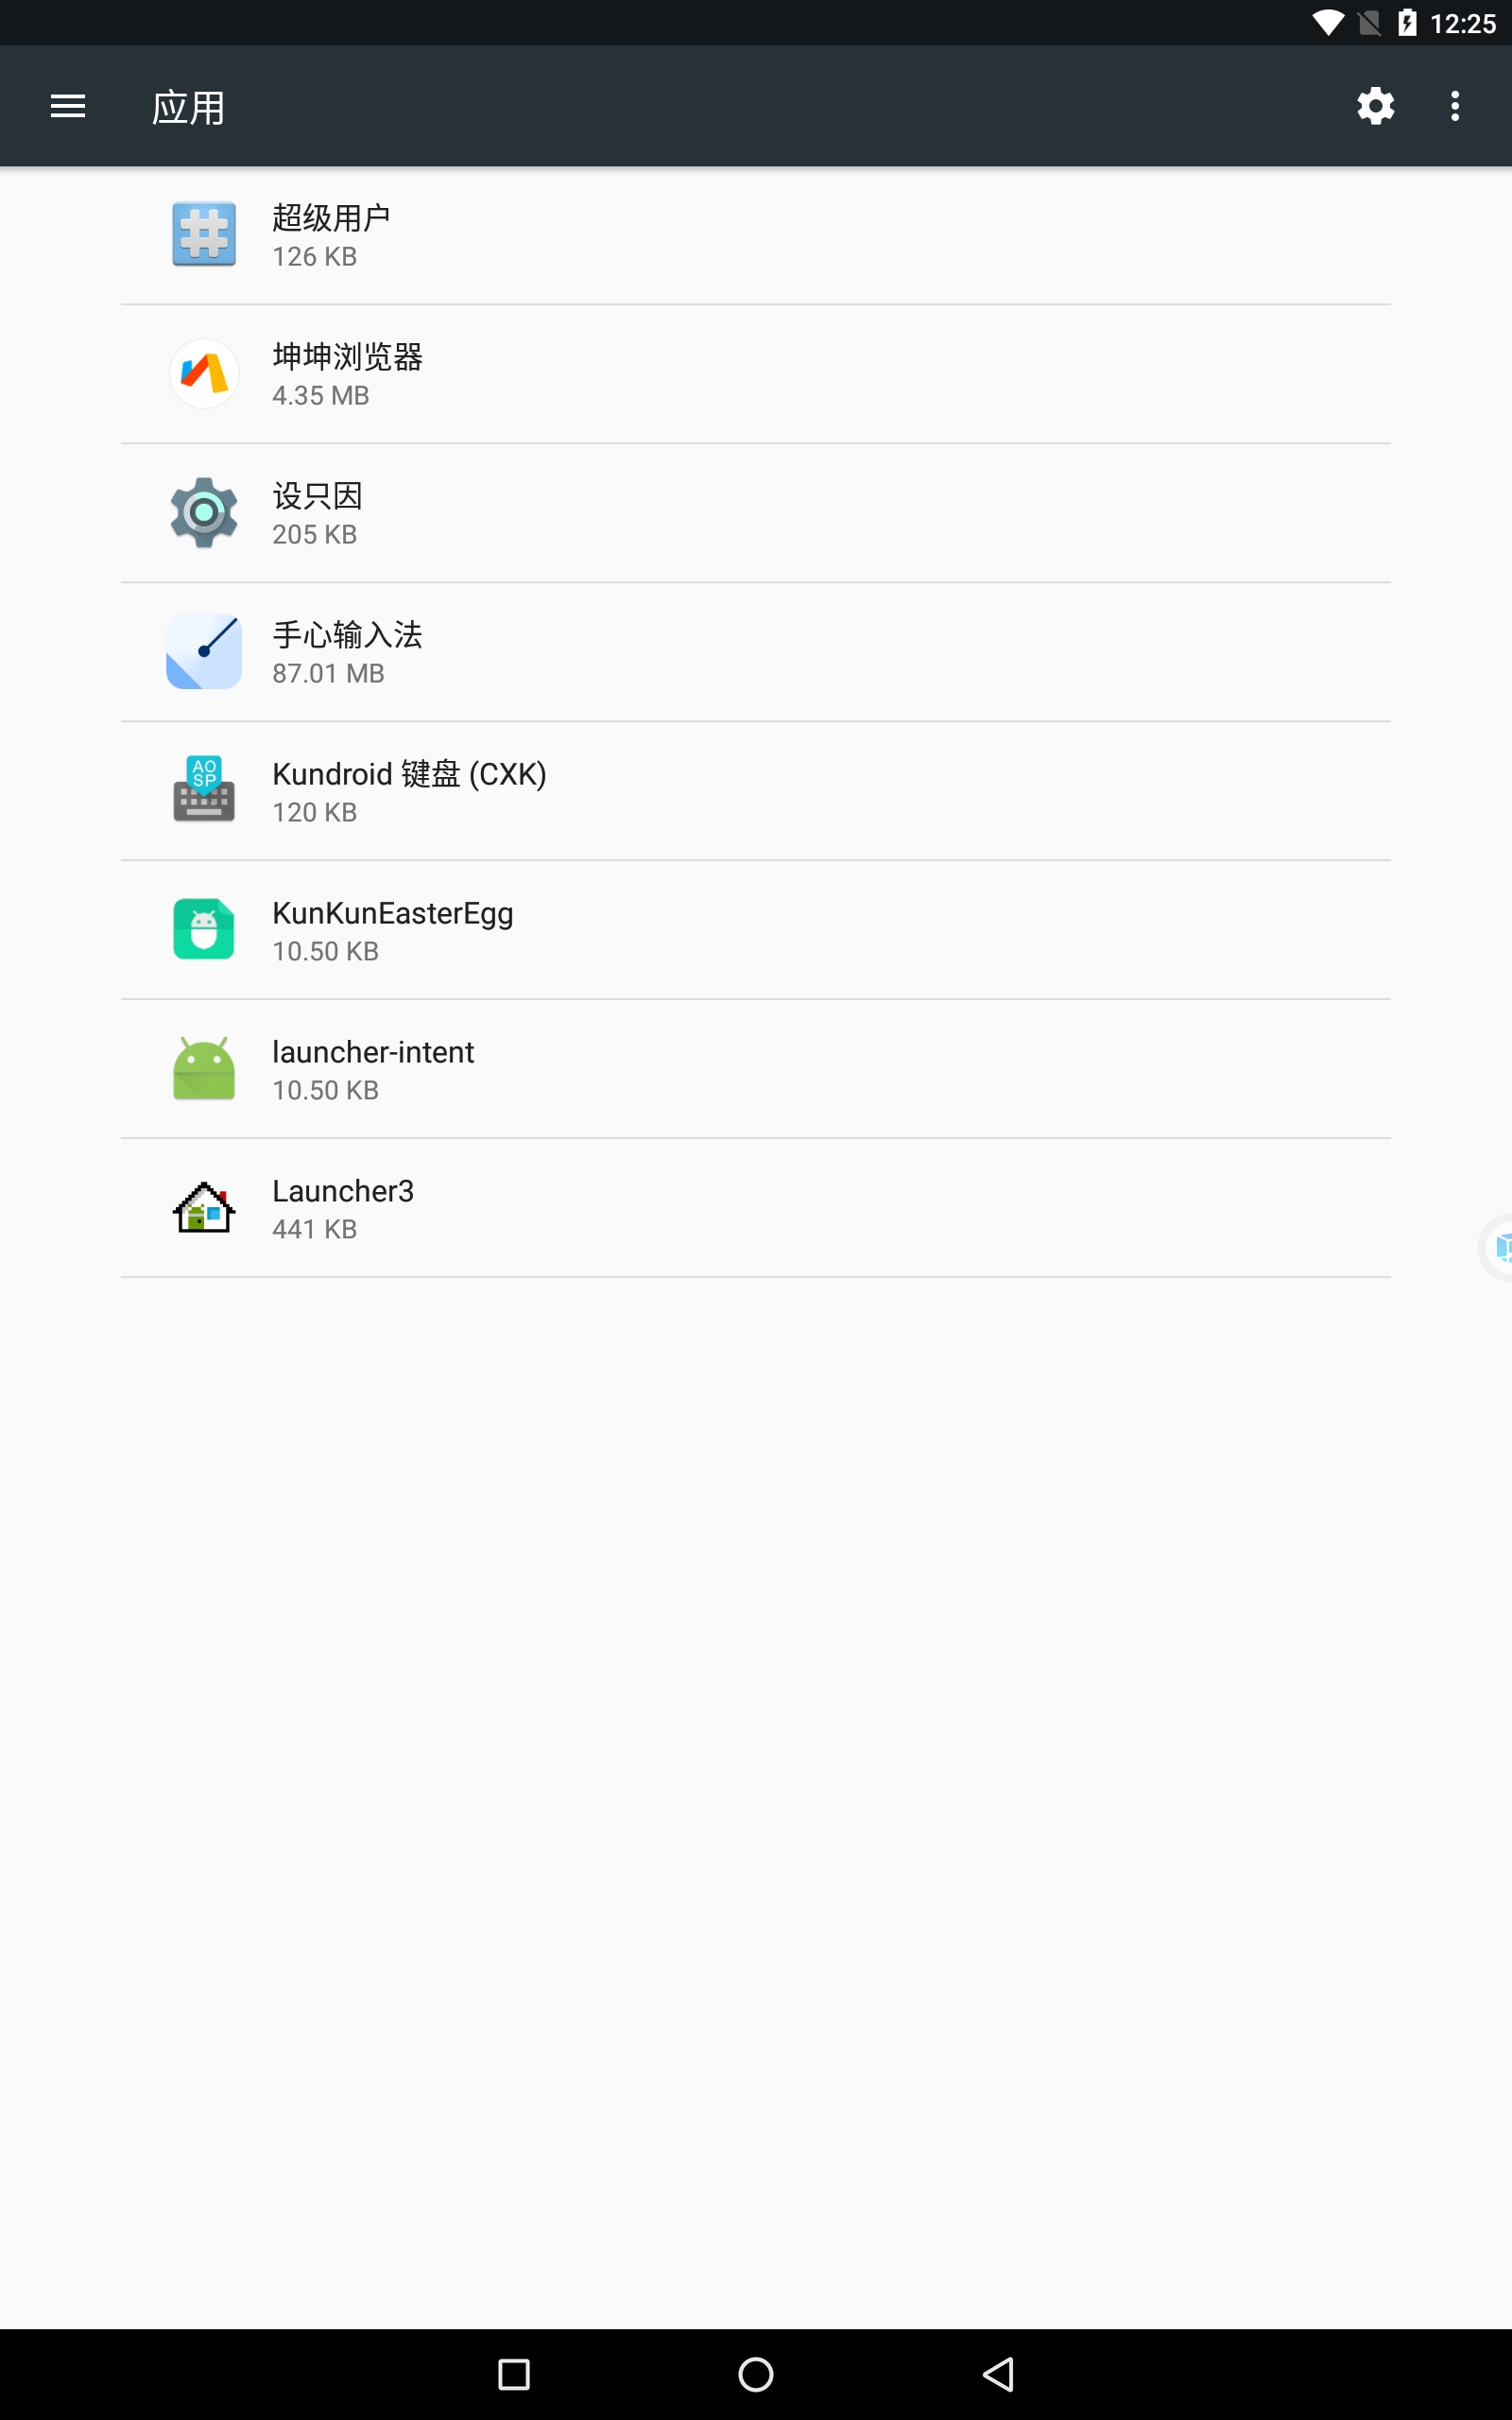 12:25
应用
超级用户
126 KB
坤坤浏览器
4.35 MB
设只因
205 KB
手心输入法
87.01 MB
AO
SP
Kundroid 键盘 (CXK)
120 KB
KunKunEasterEgg
10.50 KB
launcher-intent
10.50 KB
Launcher3
441 KB